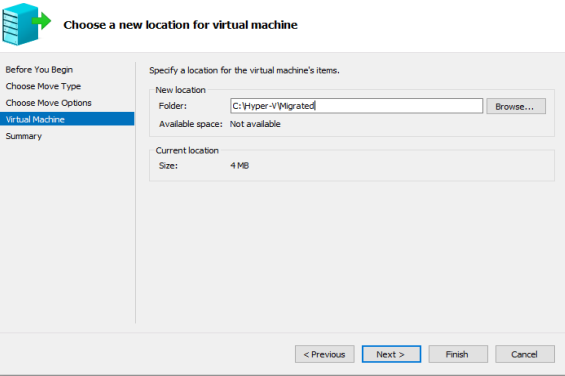 Choose a new location for virtual machine
Before You Begin
Choose Move Type
Choose Move Options
Virtual Machine
Summary
Specify a location for the virtual machine's items.
New location
Folder: C:\Hyper-V\Migrated Browse...
Available space: Not available
Current location
Size: 4 MB
< Previous Next > Finish Cancel